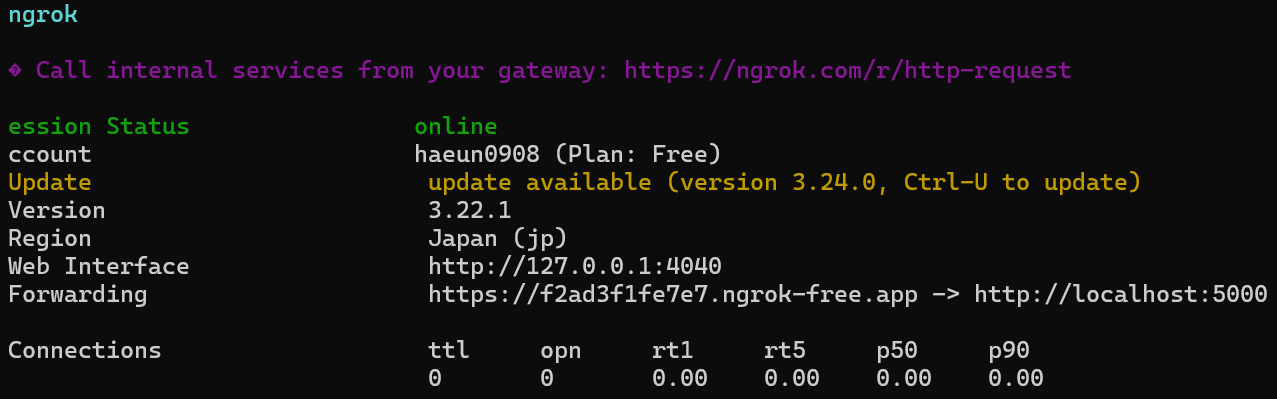 ngrok
� Call internal services from your gateway: https://ngrok.com/r/http-request
ession Status online
ccount haeun0908 (Plan: Free)
Update update available (version 3.24.0, Ctrl-U to update)
Version 3.22.1
Region Japan (jp)
Web Interface http://127.0.0.1:4040
Forwarding https://f2ad3f1fe7e7.ngrok-free.app -> http://localhost:5000
Connections ttl opn rt1 rt5 p50 p90
0 0 0.00 0.00 0.00 0.00